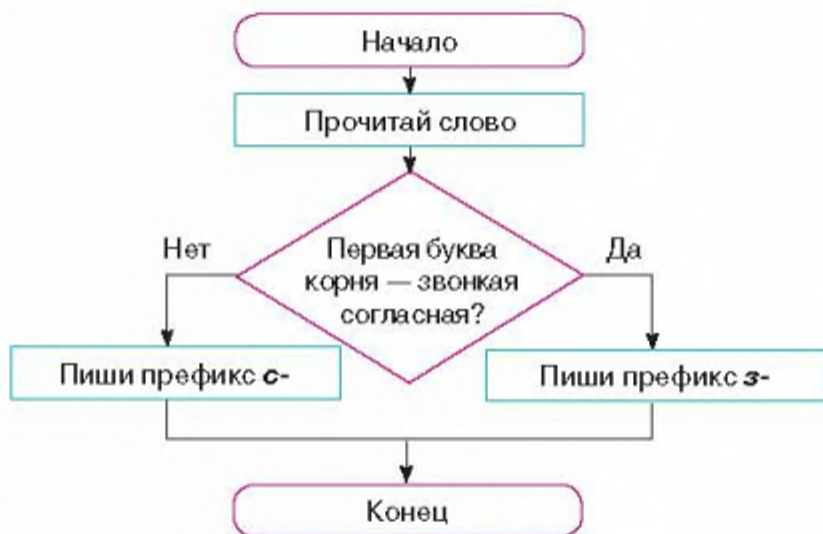 Начало
Прочитай слово
Нет
Первая буква
корня — звонкая
согласная?
Да
Пиши префикс с-
Пиши префикс з-
Конец